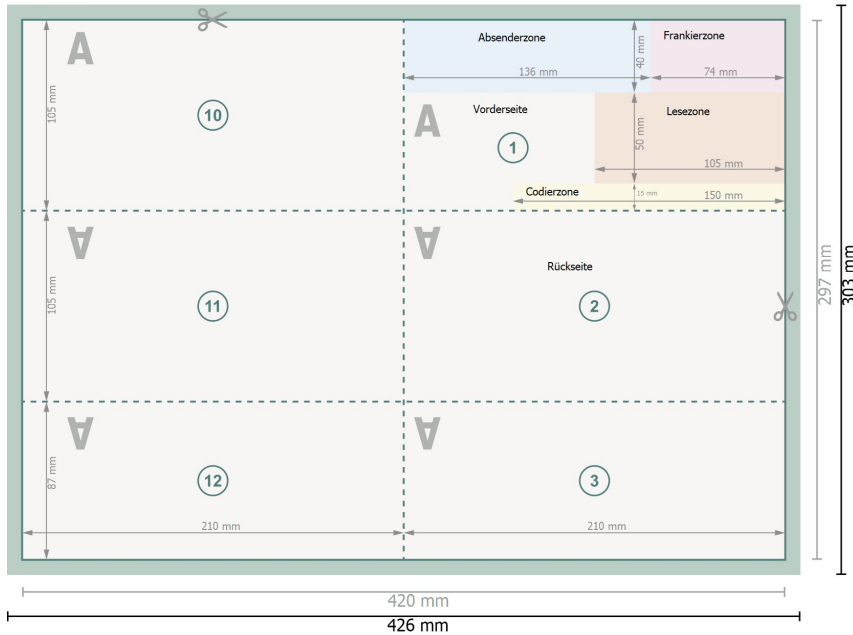 A
Absenderzone
Frankierzone
40 mm
136 mm
74 mm
105 mm
10
A
Vorderseite
Lesezone
1
50 mm
105 mm
Codierzone
15 mm
150 mm
A
A
Rückseite
105 mm
11
2
297 mm
303 mm
A
A
87 mm
12
3
210 mm
210 mm
420 mm
426 mm